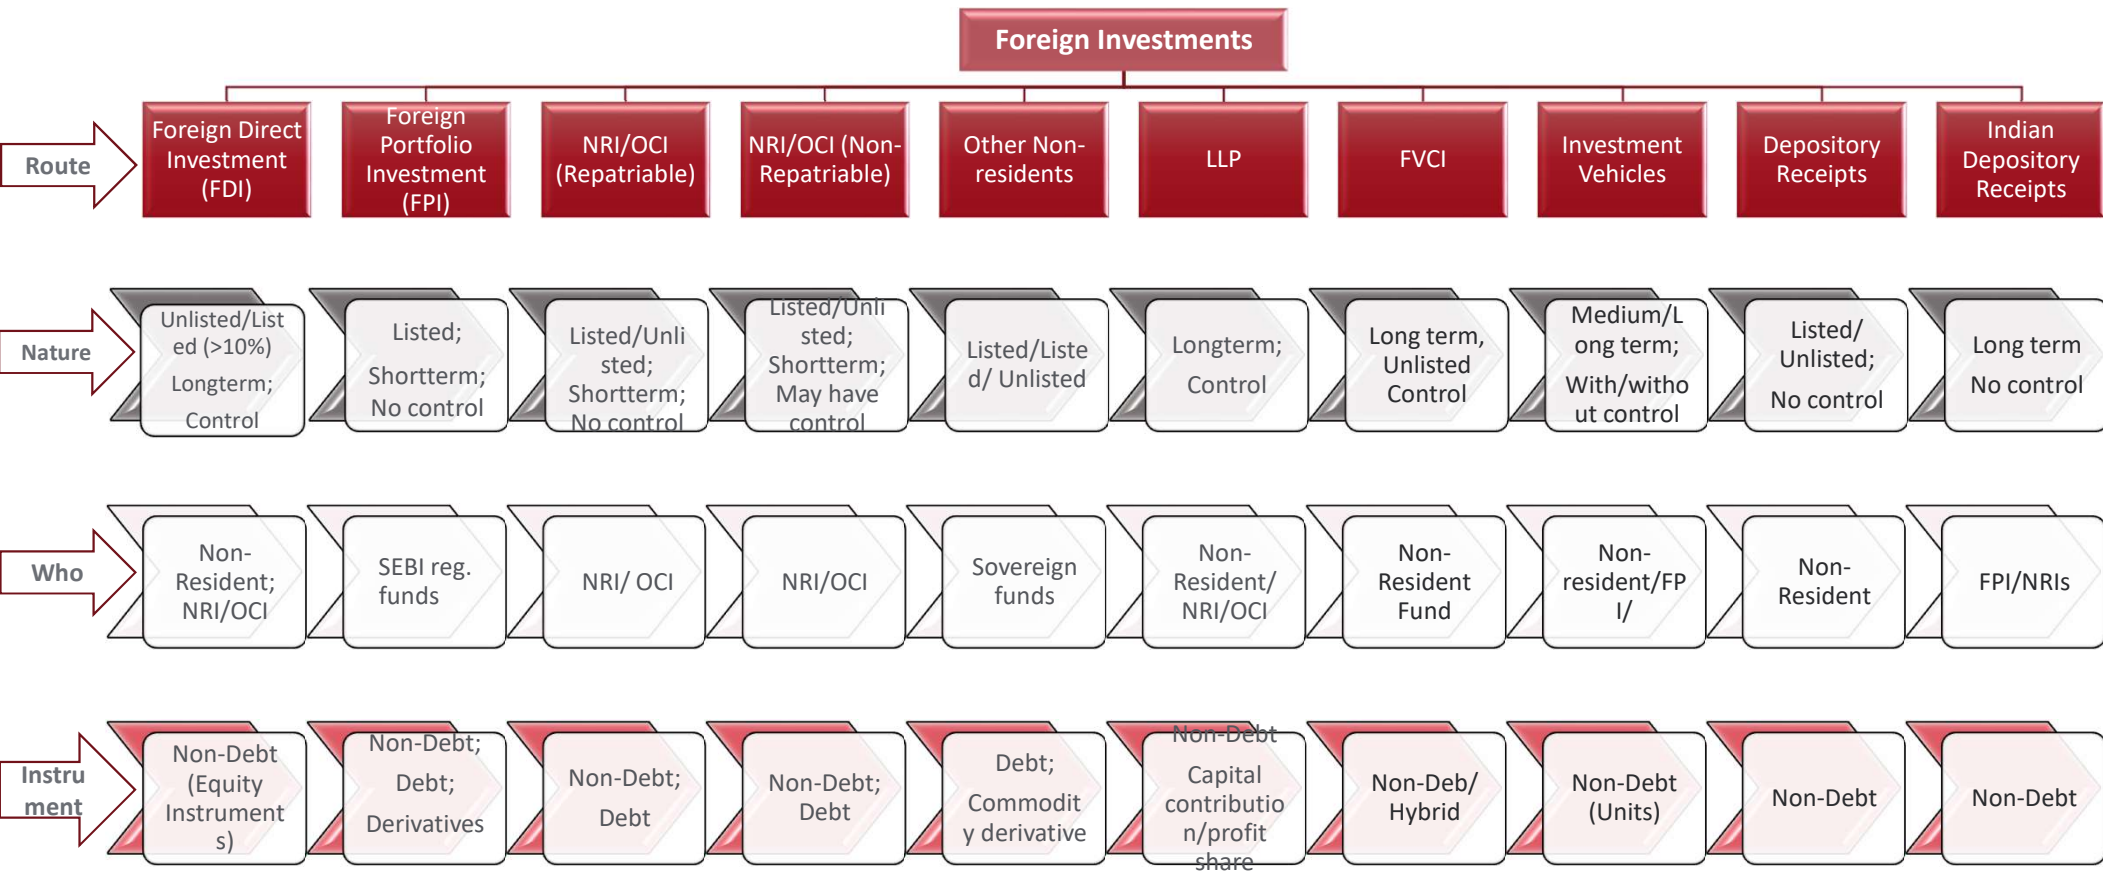 Foreign Investments
Route
Foreign Direct
Investment
(FDI)
Foreign
Portfolio
Investment
(FPI)
NRI/OCI
(Repatriable)
NRI/OCI (Non-
Repatriable)
Other Non-
residents
LLP
FVCI
Investment
Vehicles
Depository
Receipts
Indian
Depository
Receipts
Nature
Unlisted/List
ed (>10%)
Longterm;
Control
Listed;
Shortterm;
No control
Listed/Unli
sted;
Shortterm;
No control
Listed/Unli
sted;
Shortterm;
May have
control
Listed/Liste
d/ Unlisted
Longterm;
Control
Long term,
Unlisted
Control
Medium/L
ong term;
With/witho
ut control
Listed/
Unlisted;
No control
Long term
No control
Who
Non-
Resident;
NRI/OCI
SEBI reg.
funds
NRI/ OCI
NRI/OCI
Sovereign
funds
Non-
Resident/
NRI/OCI
Non-
Resident
Fund
Non-
resident/FP
I/
Non-
Resident
FPI/NRIs
Instru
ment
Non-Debt
(Equity
Instrument
s)
Non-Debt;
Debt;
Derivatives
Non-Debt;
Debt
Non-Debt;
Debt
Debt;
Commodit
y derivative
Non-Debt
Capital
contributio
n/profit
share
Non-Deb/
Hybrid
Non-Debt
(Units)
Non-Debt
Non-Debt